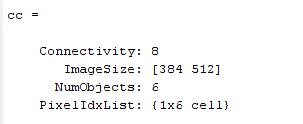 cc =
Connectivity: 8
ImageSize: [384 512]
NumObjects: 6
PixelIdxList: {1x6 cell}